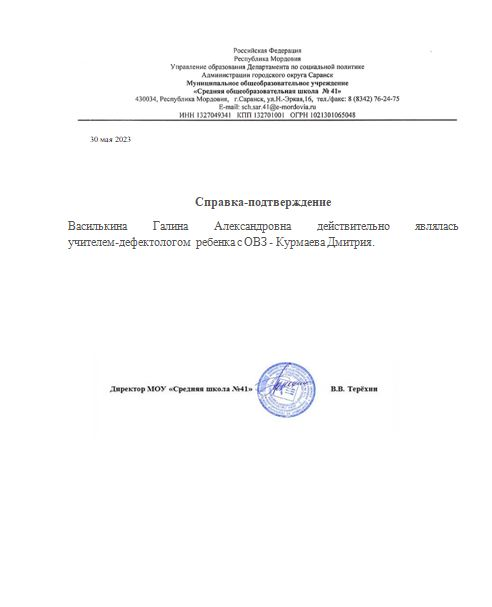 Российская Федерация
Республика Мордовия
Управление образования Департамента по социальной политике
Администрации городского округа Саранск
Муниципальное общеобразовательное учреждение
«Средняя общеобразовательная школа № 41»
430034, Республика Мордовия, г.Саранск, ул.Н.-Эркая,16, тел./факс: 8 (8342) 76-24-75
E-mail: sch.sar.41@e-mordovia.ru
ИНН 1327049341 КПП 132701001 ОГРН 1021301065048
30 мая 2023
Справка-подтверждение
Василькина Галина Александровна действительно являлась
учителем-дефектологом ребенка с ОВЗ - Курмаева Дмитрия.
Директор МОУ «Средняя школа №41» В.В. Терёхин